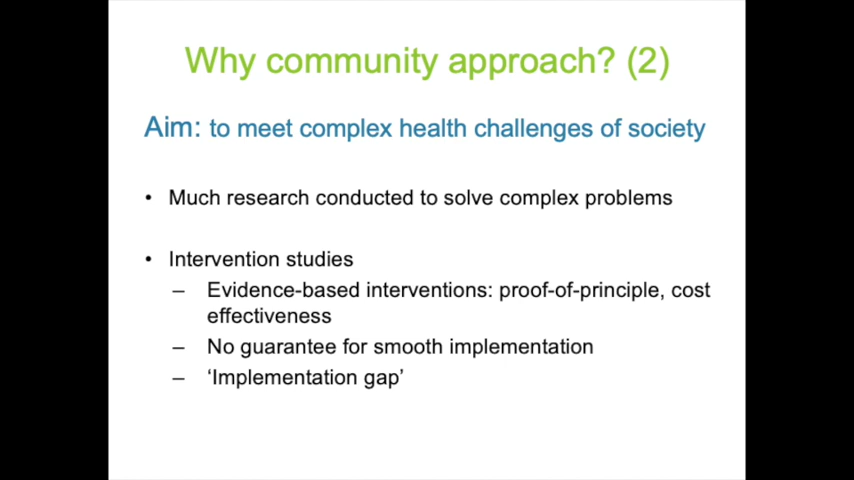 Why community approach? (2)
Aim: to meet complex health challenges of society
• Much research conducted to solve complex problems
• Intervention studies
– Evidence-based interventions: proof-of-principle, cost
effectiveness
– No guarantee for smooth implementation
– ‘Implementation gap’